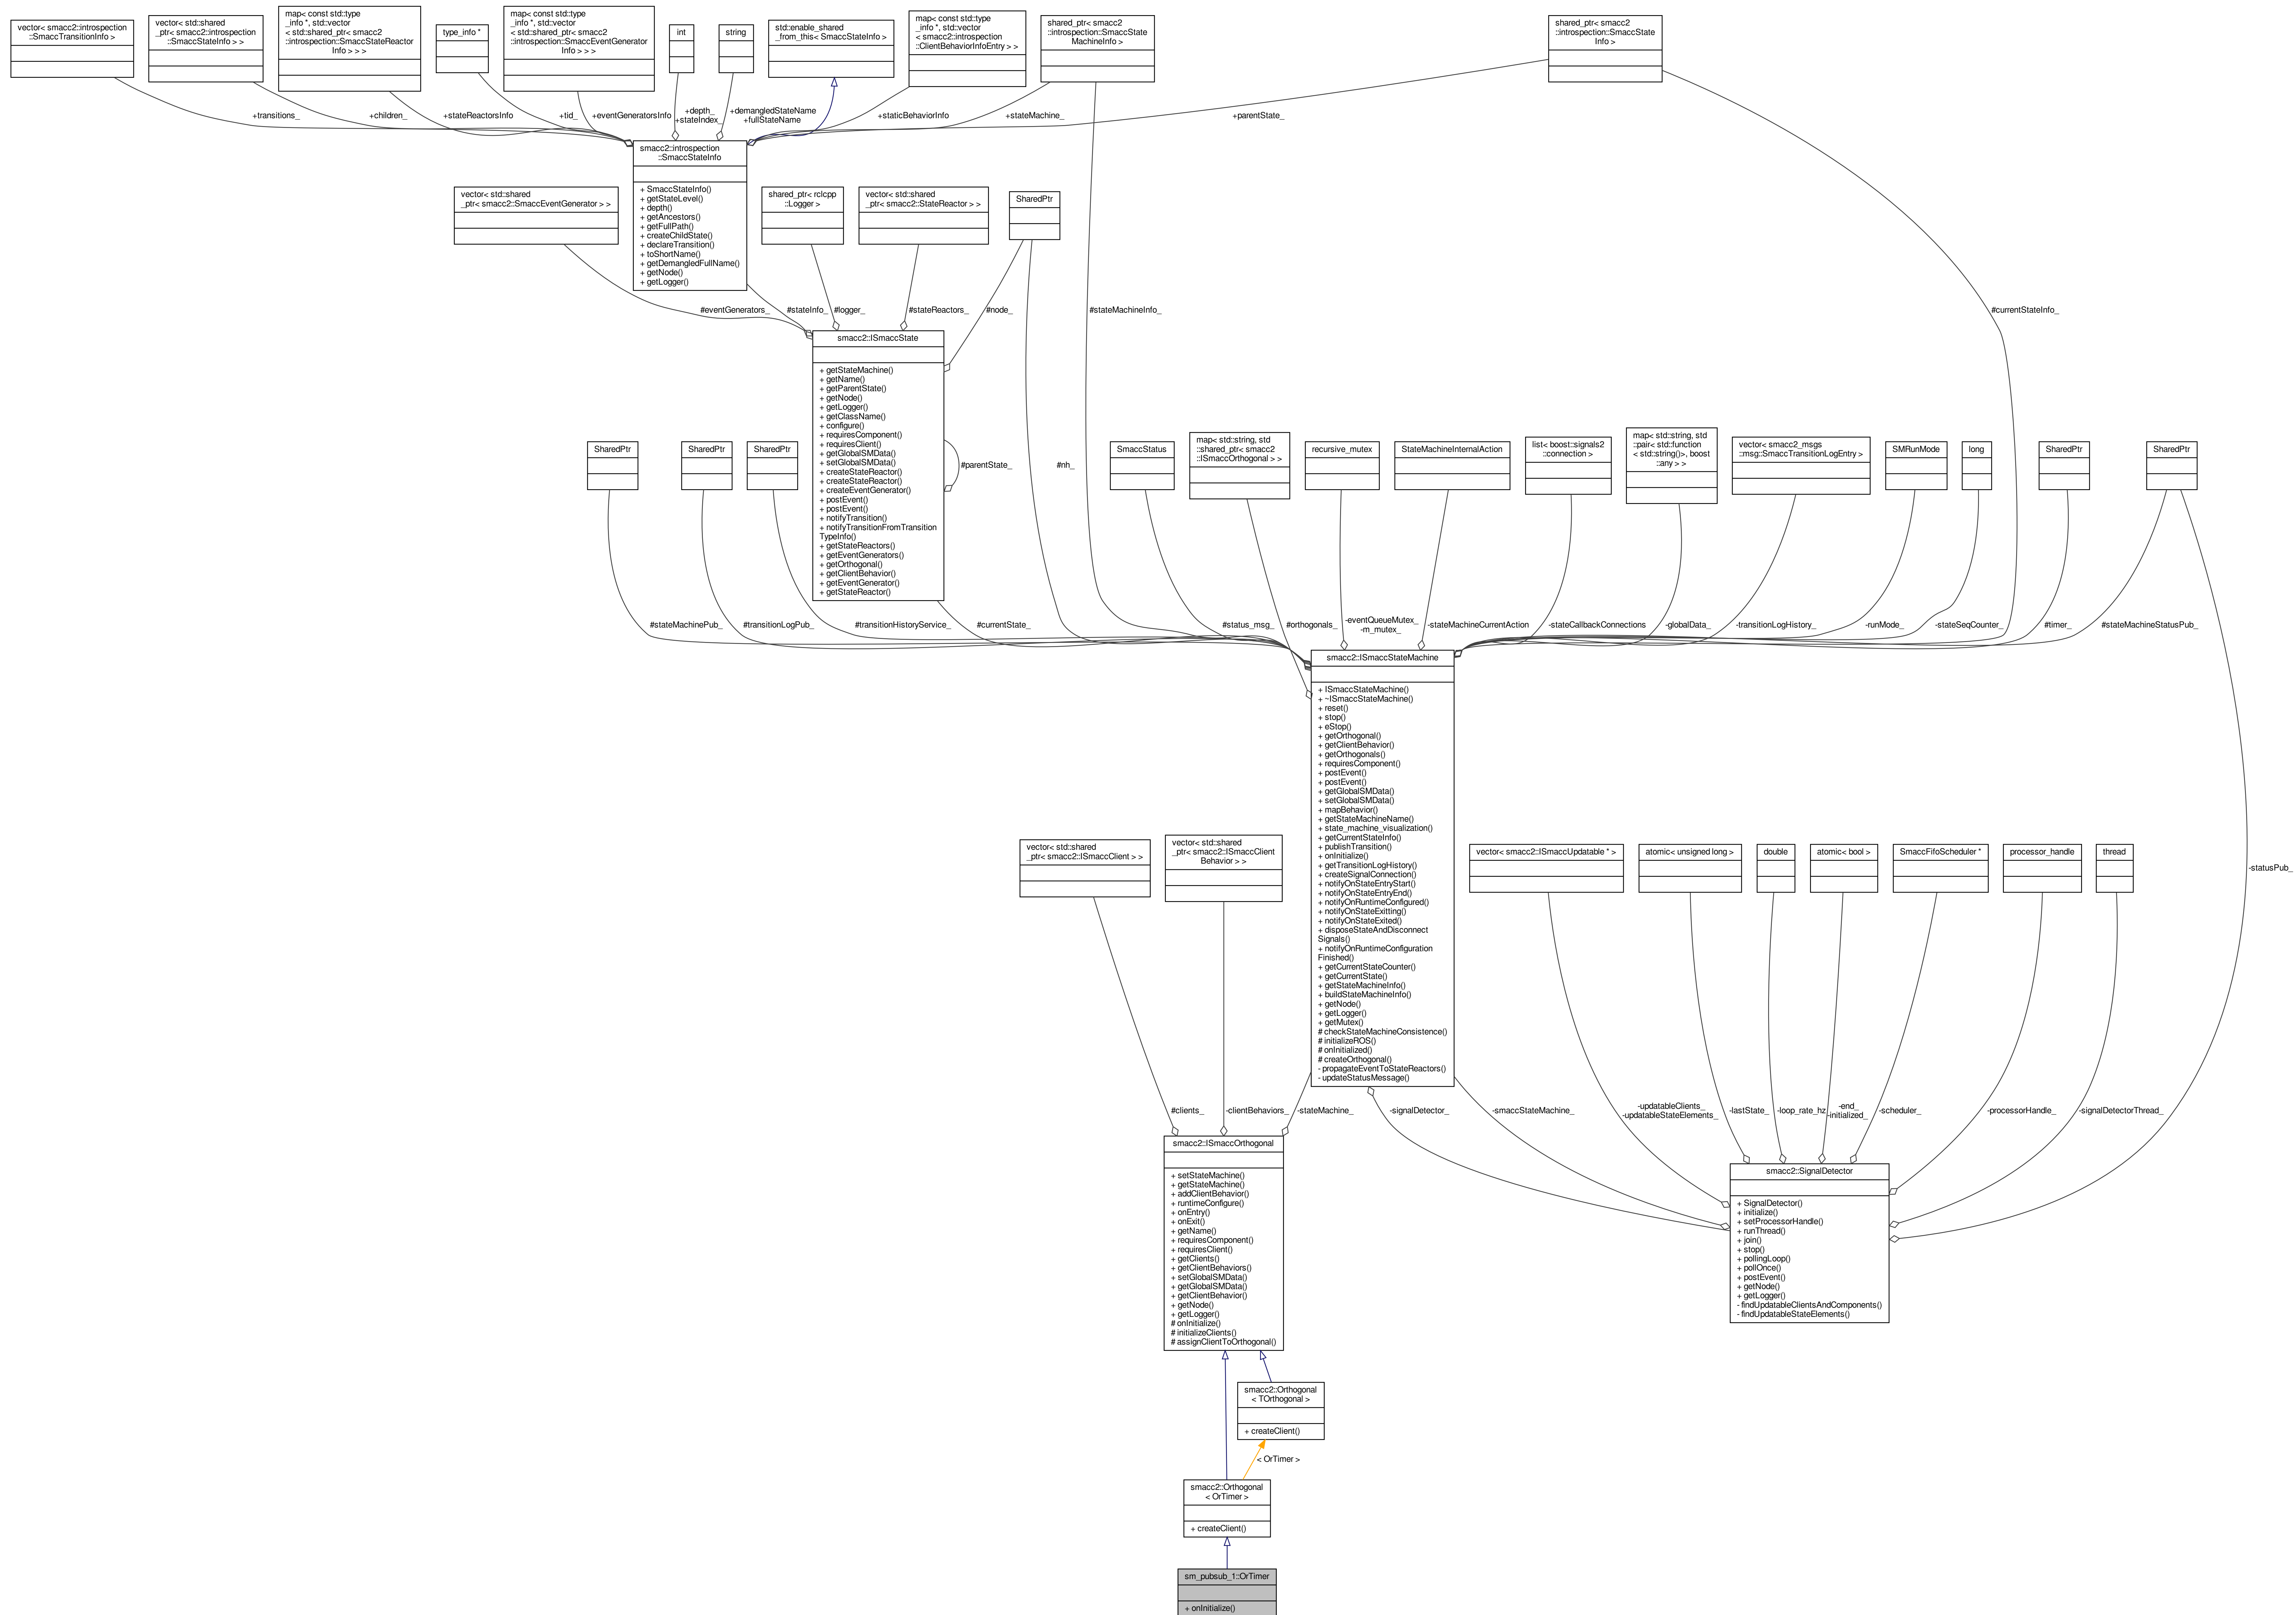 vector< smacc2::introspection
::SmaccTransitionInfo >
vector< std::shared
_ptr< smacc2::introspection
::SmaccStateInfo > >
map< const std::type
_info *, std::vector
< std::shared_ptr< smacc2
::introspection::SmaccStateReactor
Info > > >
type_info *
map< const std::type
_info *, std::vector
< std::shared_ptr< smacc2
::introspection::SmaccEventGenerator
Info > > >
int
string
std::enable_shared
_from_this< SmaccStateInfo >
map< const std::type
_info *, std::vector
< smacc2::introspection
::ClientBehaviorInfoEntry > >
shared_ptr< smacc2
::introspection::SmaccState
MachineInfo >
shared_ptr< smacc2
::introspection::SmaccState
Info >
+transitions_
+children_
+stateReactorsInfo
+tid_
+eventGeneratorsInfo
+depth_
+stateIndex_
+demangledStateName
+fullStateName
+staticBehaviorInfo
+stateMachine_
+parentState_
smacc2::introspection
::SmaccStateInfo
+ SmaccStateInfo()
+ getStateLevel()
+ depth()
+ getAncestors()
+ getFullPath()
+ createChildState()
+ declareTransition()
+ toShortName()
+ getDemangledFullName()
+ getNode()
+ getLogger()
vector< std::shared
_ptr< smacc2::SmaccEventGenerator > >
shared_ptr< rclcpp
::Logger >
vector< std::shared
_ptr< smacc2::StateReactor > >
SharedPtr
#eventGenerators_
#stateInfo_
#logger_
#stateReactors_
#node_
#stateMachineInfo_
#currentStateInfo_
smacc2::ISmaccState
+ getStateMachine()
+ getName()
+ getParentState()
+ getNode()
+ getLogger()
+ getClassName()
+ configure()
+ requiresComponent()
+ requiresClient()
+ getGlobalSMData()
+ setGlobalSMData()
+ createStateReactor()
+ createStateReactor()
+ createEventGenerator()
+ postEvent()
+ postEvent()
+ notifyTransition()
+ notifyTransitionFromTransition
TypeInfo()
+ getStateReactors()
+ getEventGenerators()
+ getOrthogonal()
+ getClientBehavior()
+ getEventGenerator()
+ getStateReactor()
#parentState_
#nh_
SharedPtr
SharedPtr
SharedPtr
SmaccStatus
map< std::string, std
::shared_ptr< smacc2
::ISmaccOrthogonal > >
recursive_mutex
StateMachineInternalAction
list< boost::signals2
::connection >
map< std::string, std
::pair< std::function
< std::string()>, boost
::any > >
vector< smacc2_msgs
::msg::SmaccTransitionLogEntry >
SMRunMode
long
SharedPtr
SharedPtr
#stateMachinePub_
#transitionLogPub_
#transitionHistoryService_
#currentState_
#status_msg_
#orthogonals_
-eventQueueMutex_
-m_mutex_
-stateMachineCurrentAction
-stateCallbackConnections
-globalData_
-transitionLogHistory_
-runMode_
-stateSeqCounter_
#timer_
#stateMachineStatusPub_
smacc2::ISmaccStateMachine
+ ISmaccStateMachine()
+ ~ISmaccStateMachine()
+ reset()
+ stop()
+ eStop()
+ getOrthogonal()
+ getClientBehavior()
+ getOrthogonals()
+ requiresComponent()
+ postEvent()
+ postEvent()
+ getGlobalSMData()
+ setGlobalSMData()
+ mapBehavior()
+ getStateMachineName()
+ state_machine_visualization()
+ getCurrentStateInfo()
+ publishTransition()
+ onInitialize()
+ getTransitionLogHistory()
+ createSignalConnection()
+ notifyOnStateEntryStart()
+ notifyOnStateEntryEnd()
+ notifyOnRuntimeConfigured()
+ notifyOnStateExitting()
+ notifyOnStateExited()
+ disposeStateAndDisconnect
Signals()
+ notifyOnRuntimeConfiguration
Finished()
+ getCurrentStateCounter()
+ getCurrentState()
+ getStateMachineInfo()
+ buildStateMachineInfo()
+ getNode()
+ getLogger()
+ getMutex()
# checkStateMachineConsistence()
# initializeROS()
# onInitialized()
# createOrthogonal()
- propagateEventToStateReactors()
- updateStatusMessage()
vector< std::shared
_ptr< smacc2::ISmaccClient > >
vector< std::shared
_ptr< smacc2::ISmaccClient
Behavior > >
vector< smacc2::ISmaccUpdatable * >
atomic< unsigned long >
double
atomic< bool >
SmaccFifoScheduler *
processor_handle
thread
-statusPub_
#clients_
-clientBehaviors_
-stateMachine_
-signalDetector_
-smaccStateMachine_
-updatableClients_
-updatableStateElements_
-lastState_
-loop_rate_hz
-end_
-initialized_
-scheduler_
-processorHandle_
-signalDetectorThread_
smacc2::ISmaccOrthogonal
+ setStateMachine()
+ getStateMachine()
+ addClientBehavior()
+ runtimeConfigure()
+ onEntry()
+ onExit()
+ getName()
+ requiresComponent()
+ requiresClient()
+ getClients()
+ getClientBehaviors()
+ setGlobalSMData()
+ getGlobalSMData()
+ getClientBehavior()
+ getNode()
+ getLogger()
# onInitialize()
# initializeClients()
# assignClientToOrthogonal()
smacc2::SignalDetector
+ SignalDetector()
+ initialize()
+ setProcessorHandle()
+ runThread()
+ join()
+ stop()
+ pollingLoop()
+ pollOnce()
+ postEvent()
+ getNode()
+ getLogger()
- findUpdatableClientsAndComponents()
- findUpdatableStateElements()
smacc2::Orthogonal
< TOrthogonal >
+ createClient()
< OrTimer >
smacc2::Orthogonal
< OrTimer >
+ createClient()
sm_pubsub_1::OrTimer
+ onInitialize()